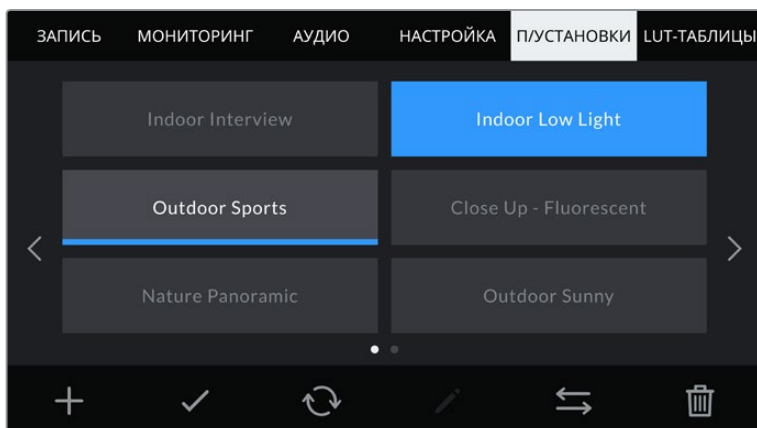 ЗАПИСЬ МОНИТОРИНГ АУДИО НАСТРОЙКА П/УСТАНОВКИ LUT-ТАБЛИЦЫ
Indoor Interview Indoor Low Light
Outdoor Sports Close Up - Fluorescent
Nature Panoramic Outdoor Sunny